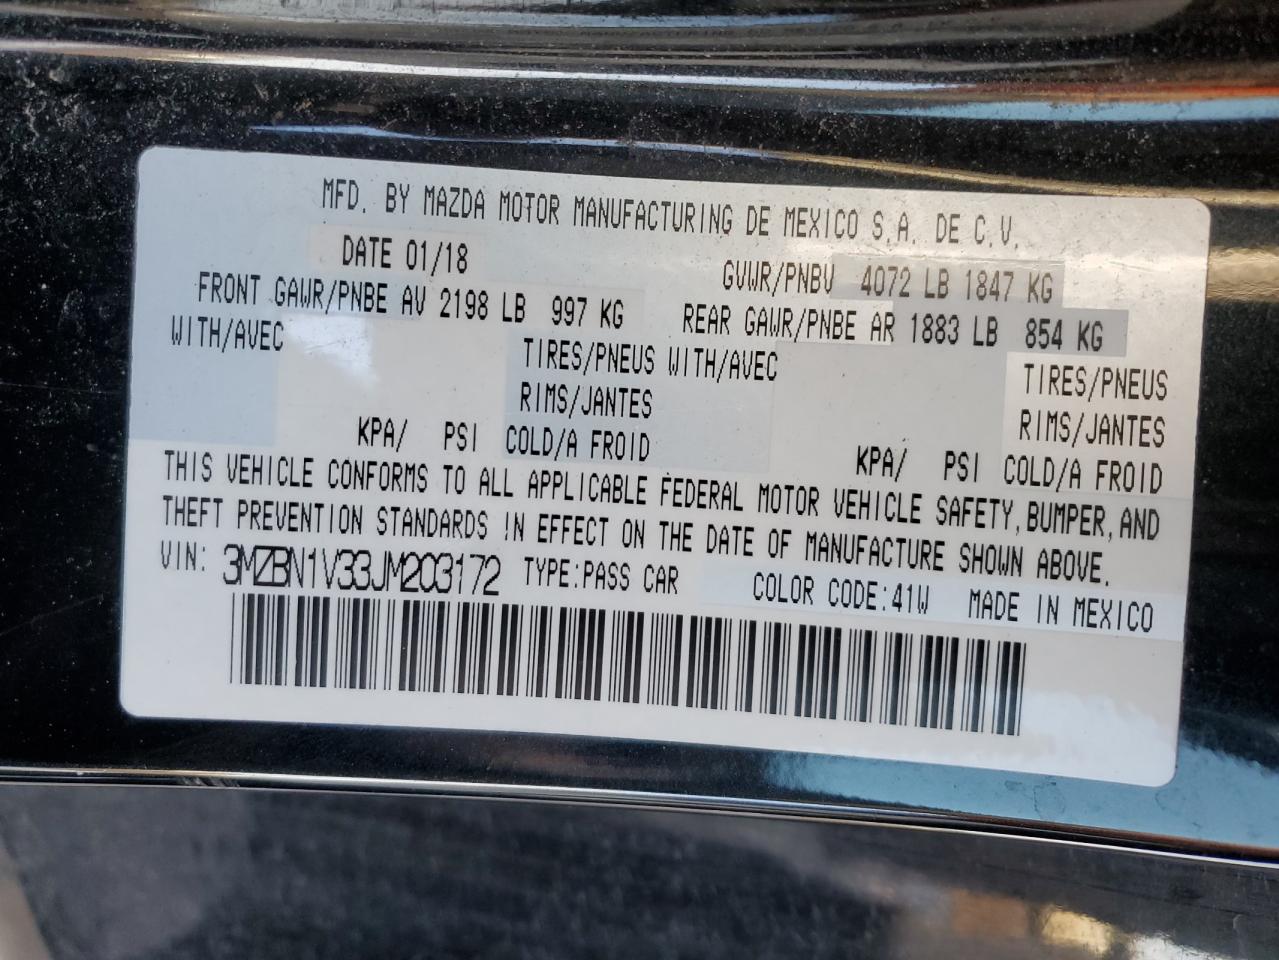 MFD. BY MAZDA MOTOR MANUFACTURING DE MEXICO S.A. DE C.V.
DATE 01/18 GVWR/PNBV 4072 LB 1847 KG
FRONT GAWR/PNBE AV 2198 LB 997 KG REAR GAWR/PNBE AR 1883 LB 854 KG
WITH/AVEC TIRES/PNEUS WITH/AVEC TIRES/PNEUS
RIMS/JANTES RIMS/JANTES
KPA/ PSI COLD/A FROID KPA/ PSI COLD/A FROID
THIS VEHICLE CONFORMS TO ALL APPLICABLE FEDERAL MOTOR VEHICLE SAFETY, BUMPER, AND
THEFT PREVENTION STANDARDS IN EFFECT ON THE DATE OF MANUFACTURE SHOWN ABOVE.
VIN: 3MZBN1V33JM203172 TYPE:PASS CAR COLOR CODE:41W MADE IN MEXICO